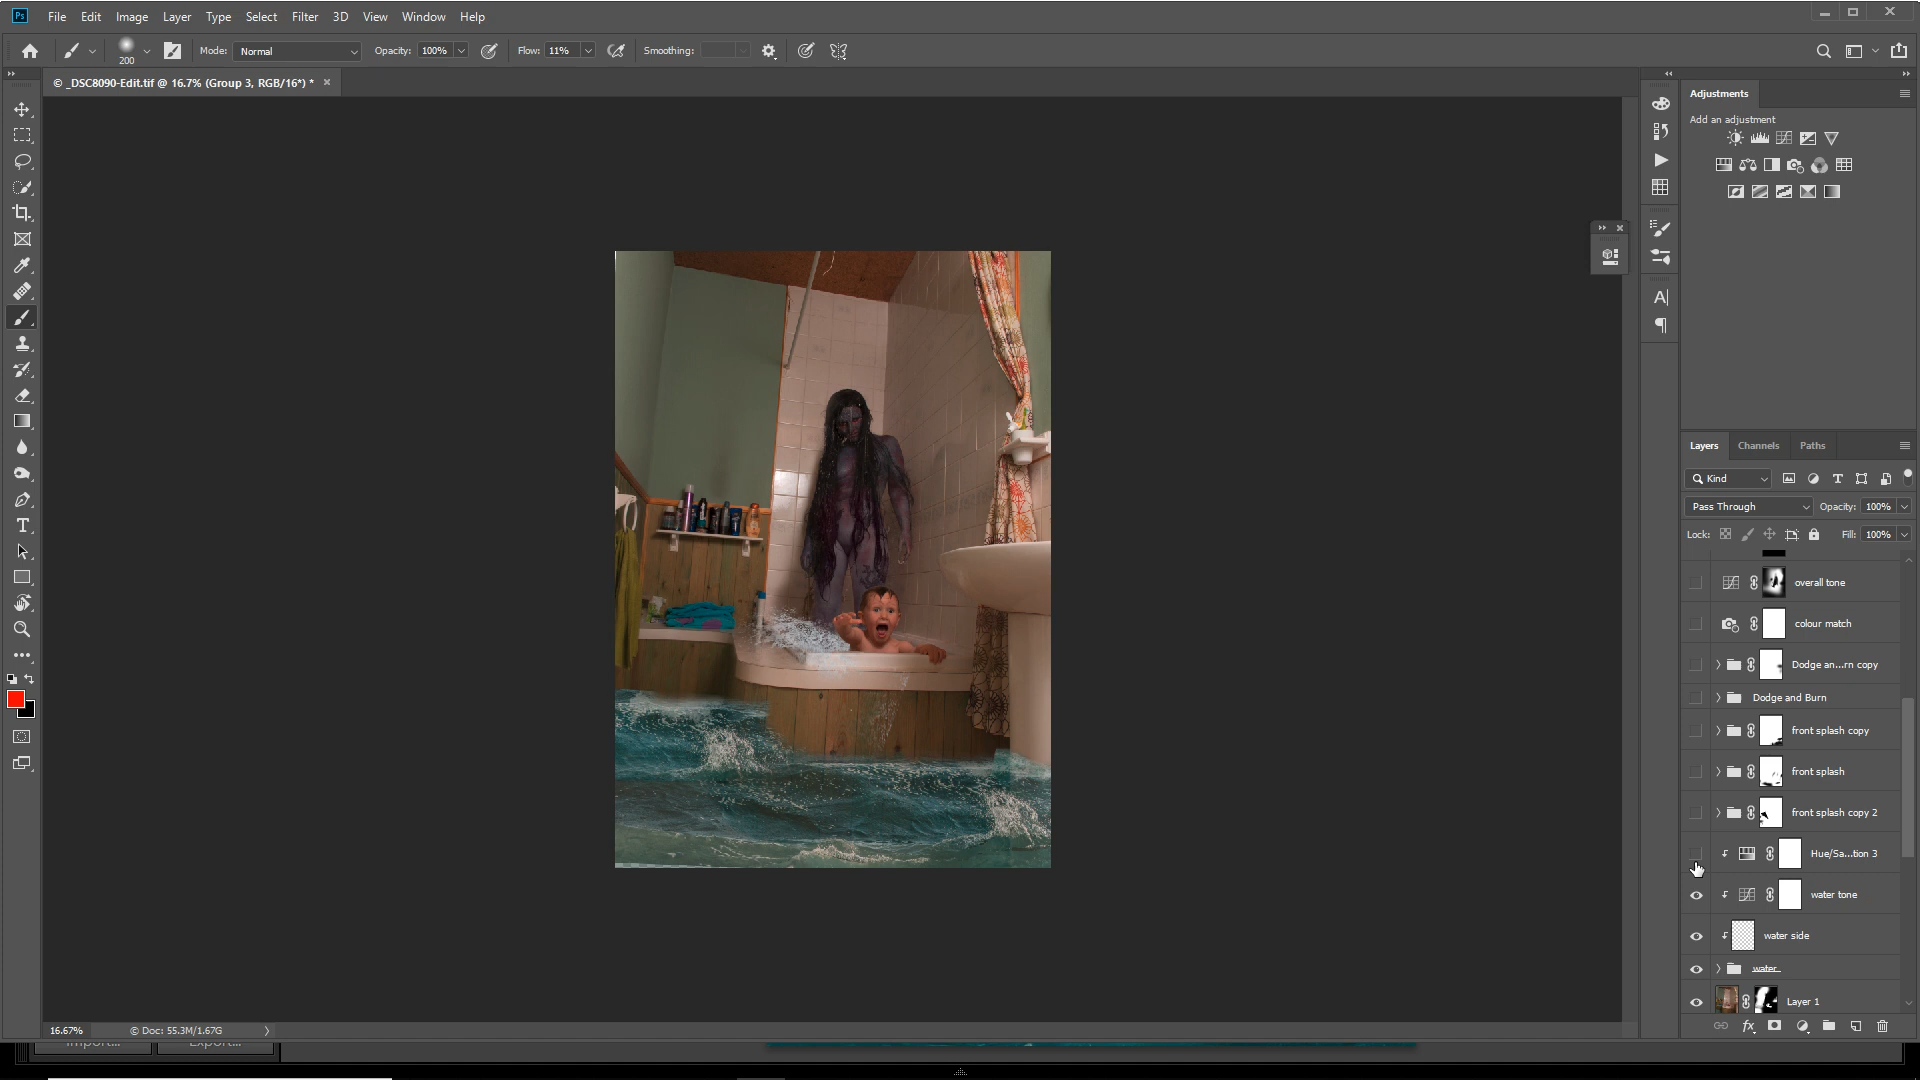 Ps File Edit Image Layer Type Select Filter 3D View Window Help
200 Mode: Normal Opacity: 100% Flow: 11% Smoothing:
© _DSC8090-Edit.tif @ 16.7% (Group 3, RGB/16*) * ×
Adjustments
Add an adjustment
A|
Layers Channels Paths
Kind T
Pass Through Opacity: 100%
Lock: Fill: 100%
overall tone
colour match
Dodge an...rn copy
Dodge and Burn
front splash copy
front splash
front splash copy 2
Hue/Sa...tion 3
water tone
water side
water
Layer 1
fx
16.67% © Doc: 55.3M/1.67G
Import... Export...